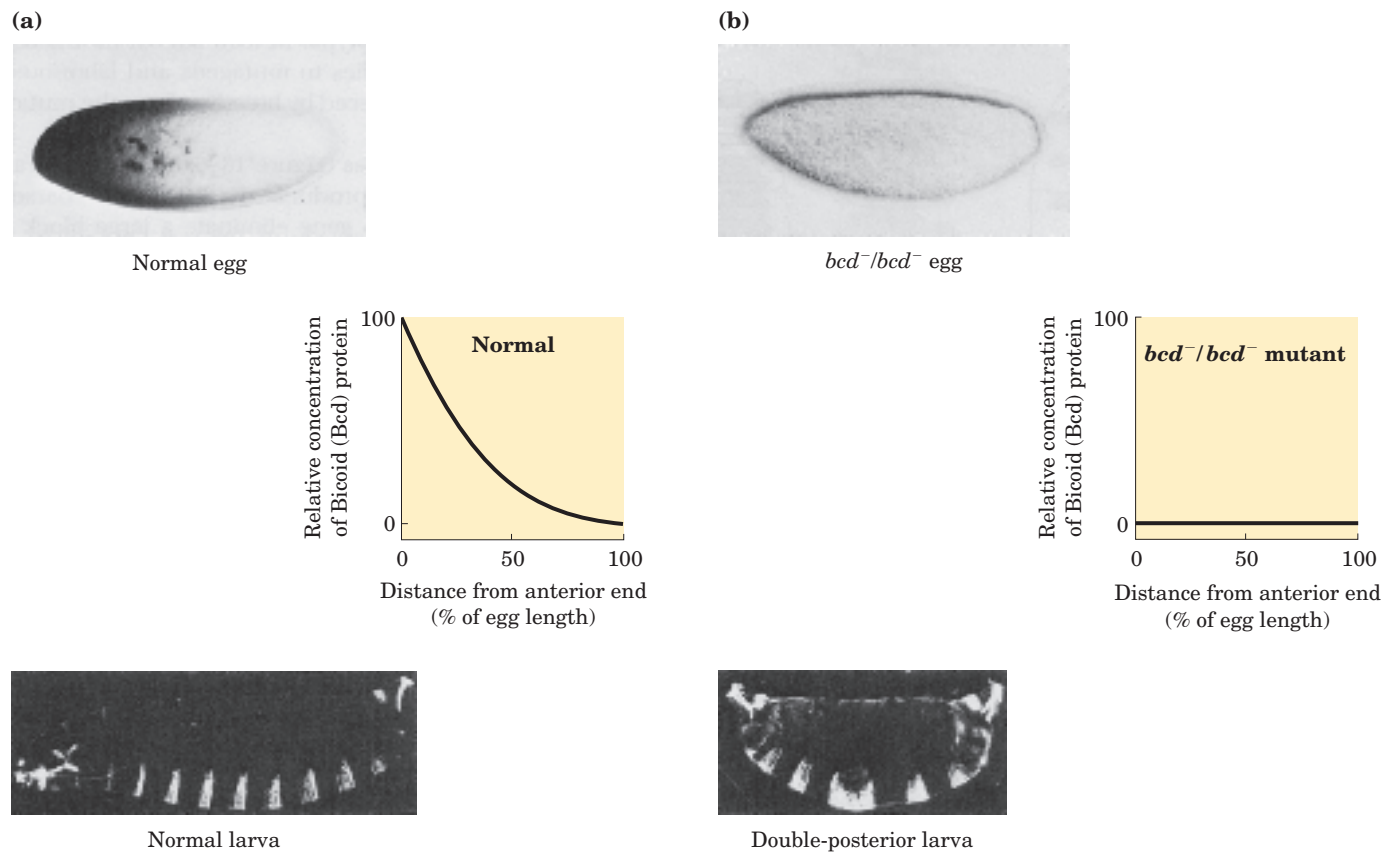 (a)
Normal egg
Relative concentration
of Bicoid (Bcd) protein
100
0
Normal
0 50 100
Distance from anterior end
(% of egg length)
Normal larva
(b)
bcd⁻/bcd⁻ egg
Relative concentration
of Bicoid (Bcd) protein
100
0
bcd⁻/bcd⁻ mutant
0 50 100
Distance from anterior end
(% of egg length)
Double-posterior larva